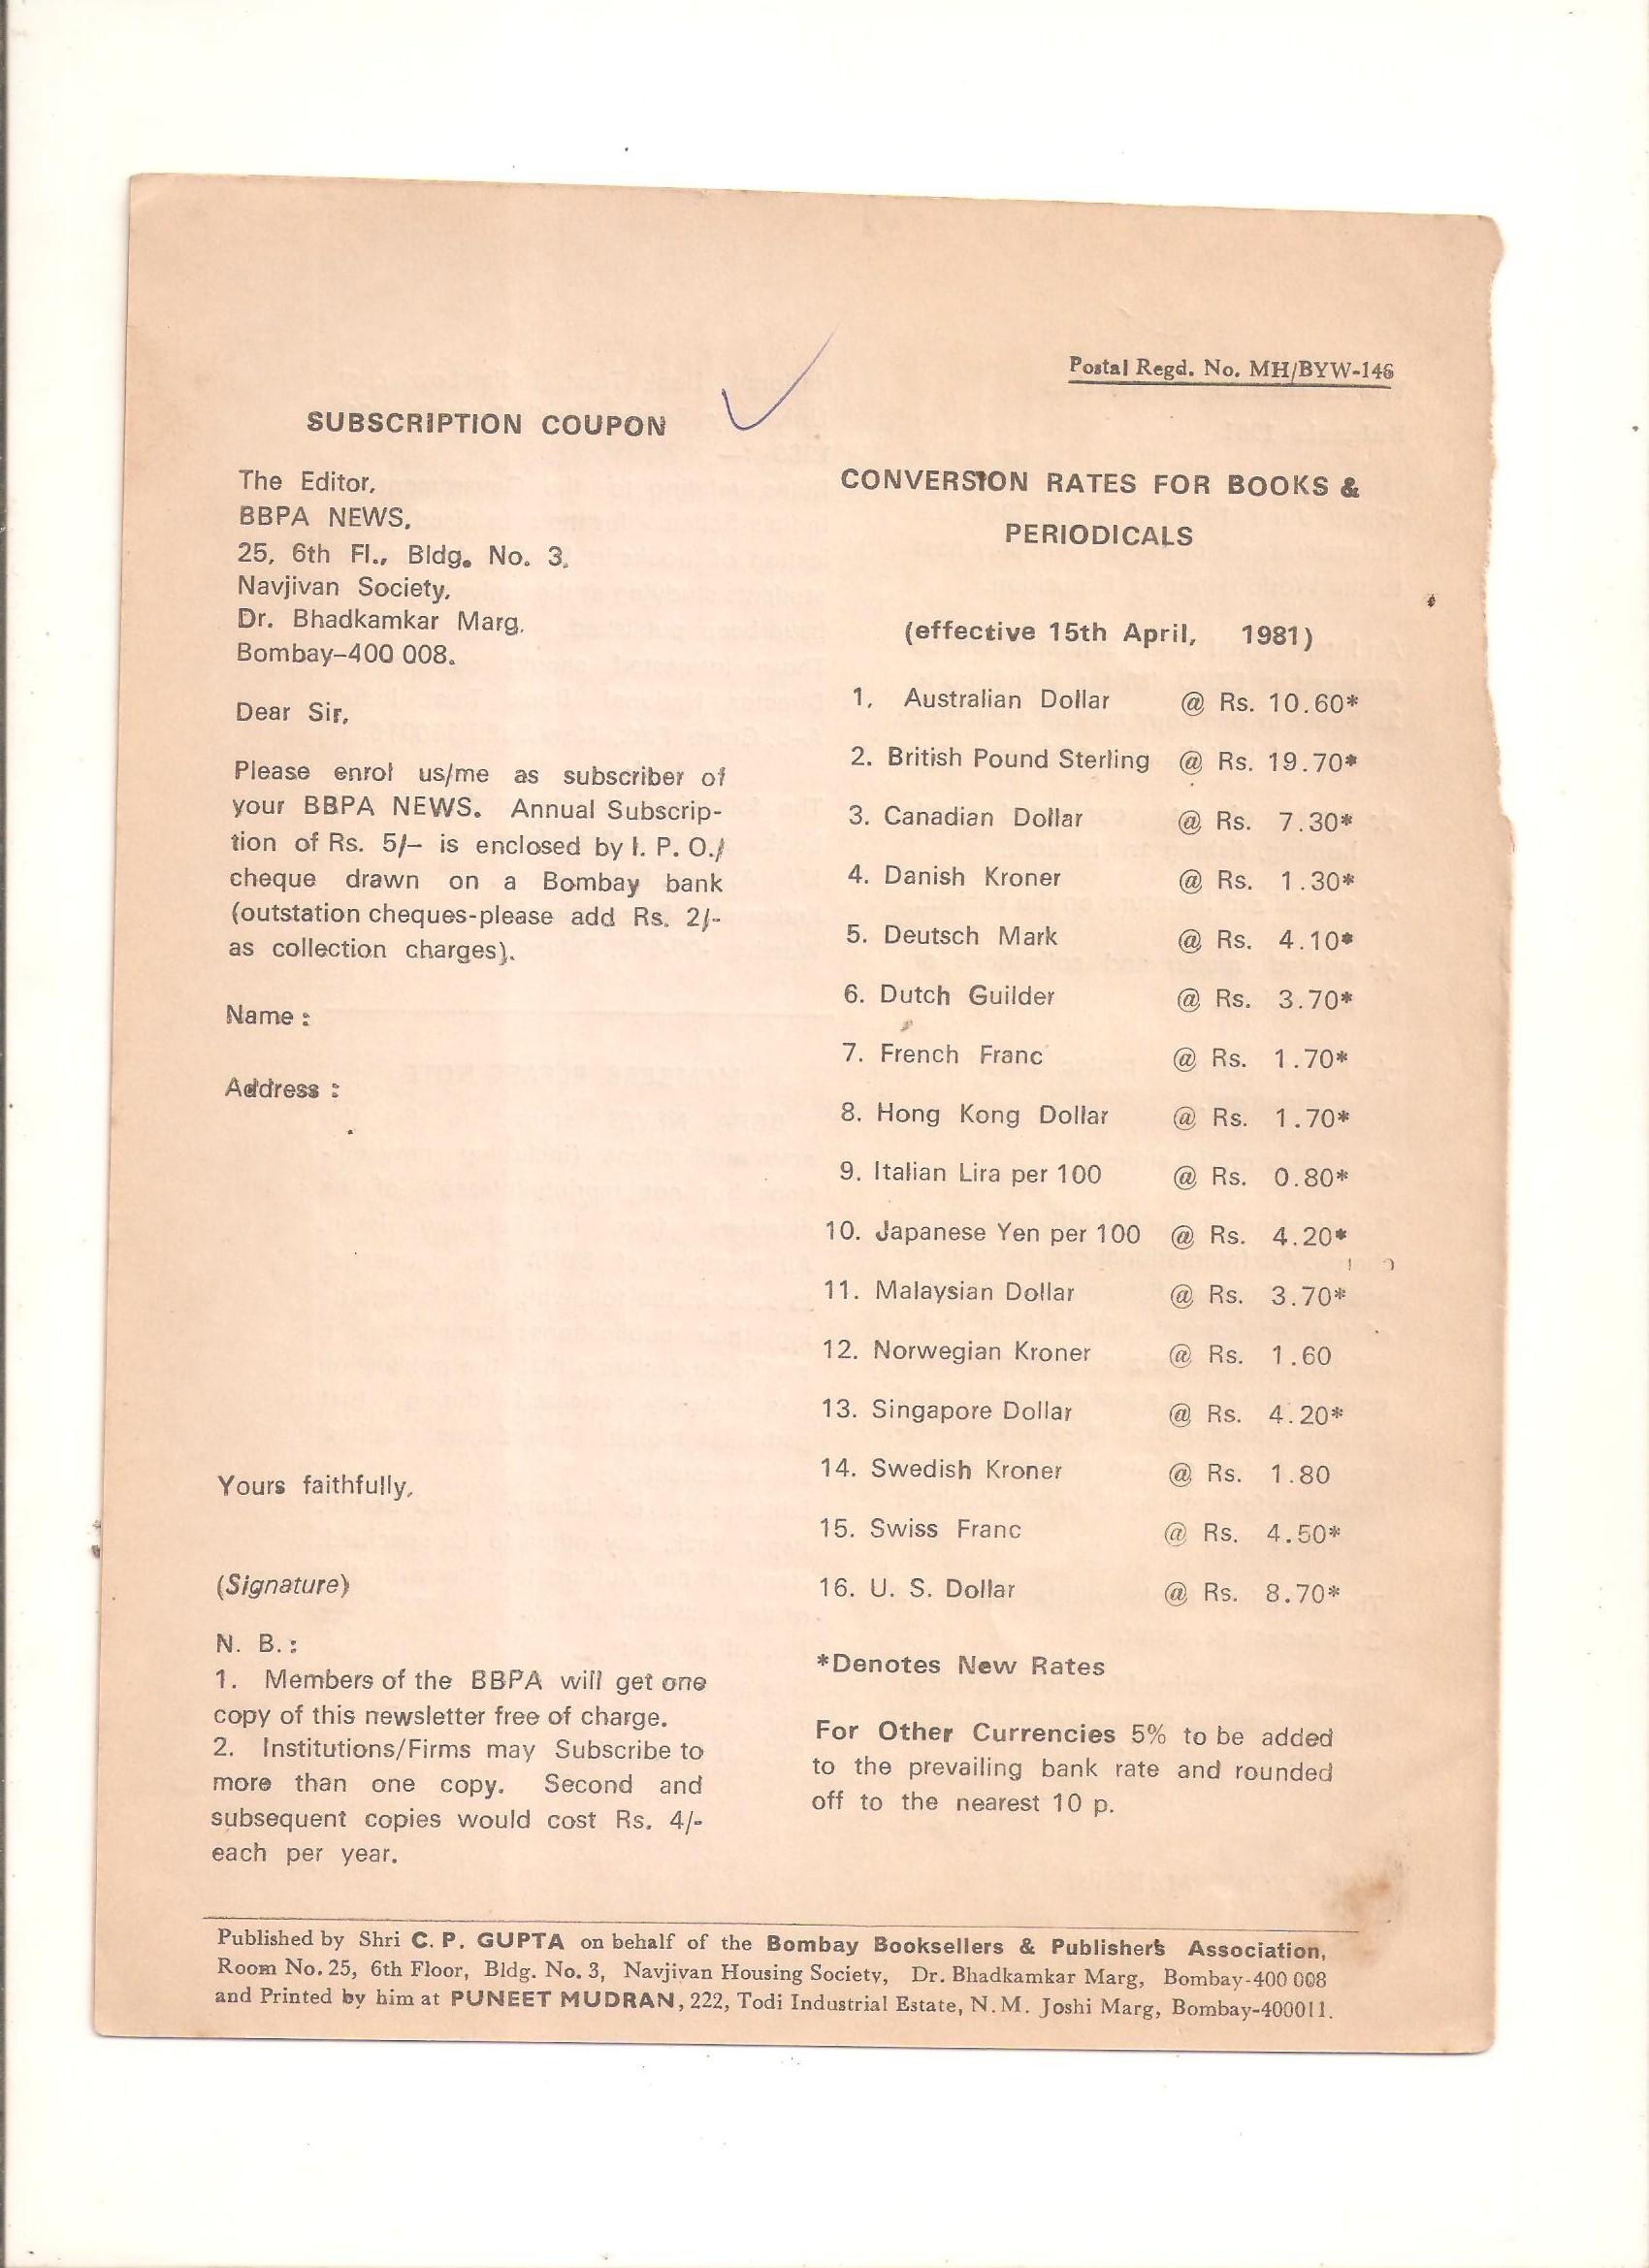 Postal Regd. No. MH/BYW-146
SUBSCRIPTION COUPON
The Editor,
BBPA NEWS,
25, 6th Fl., Bldg. No. 3,
Navjivan Society,
Dr. Bhadkamkar Marg,
Bombay-400 008.
Dear Sir,
Please enrol us/me as subscriber of
your BBPA NEWS. Annual Subscrip-
tion of Rs. 5/- is enclosed by I. P. O./
cheque drawn on a Bombay bank
(outstation cheques-please add Rs. 2/-
as collection charges).
Name :
Address :
Yours faithfully,
(Signature)
N. B. :
1. Members of the BBPA will get one
copy of this newsletter free of charge.
2. Institutions/Firms may Subscribe to
more than one copy. Second and
subsequent copies would cost Rs. 4/-
each per year.
CONVERSION RATES FOR BOOKS &
PERIODICALS
(effective 15th April, 1981)
1. Australian Dollar @ Rs. 10.60*
2. British Pound Sterling @ Rs. 19.70*
3. Canadian Dollar @ Rs. 7.30*
4. Danish Kroner @ Rs. 1.30*
5. Deutsch Mark @ Rs. 4.10*
6. Dutch Guilder @ Rs. 3.70*
7. French Franc @ Rs. 1.70*
8. Hong Kong Dollar @ Rs. 1.70*
9. Italian Lira per 100 @ Rs. 0.80*
10. Japanese Yen per 100 @ Rs. 4.20*
11. Malaysian Dollar @ Rs. 3.70*
12. Norwegian Kroner @ Rs. 1.60
13. Singapore Dollar @ Rs. 4.20*
14. Swedish Kroner @ Rs. 1.80
15. Swiss Franc @ Rs. 4.50*
16. U. S. Dollar @ Rs. 8.70*
*Denotes New Rates
For Other Currencies 5% to be added
to the prevailing bank rate and rounded
off to the nearest 10 p.
Published by Shri C. P. GUPTA on behalf of the Bombay Booksellers & Publisher's Association,
Room No. 25, 6th Floor, Bldg. No. 3, Navjivan Housing Society, Dr. Bhadkamkar Marg, Bombay-400 008
and Printed by him at PUNEET MUDRAN, 222, Todi Industrial Estate, N. M. Joshi Marg, Bombay-400011.